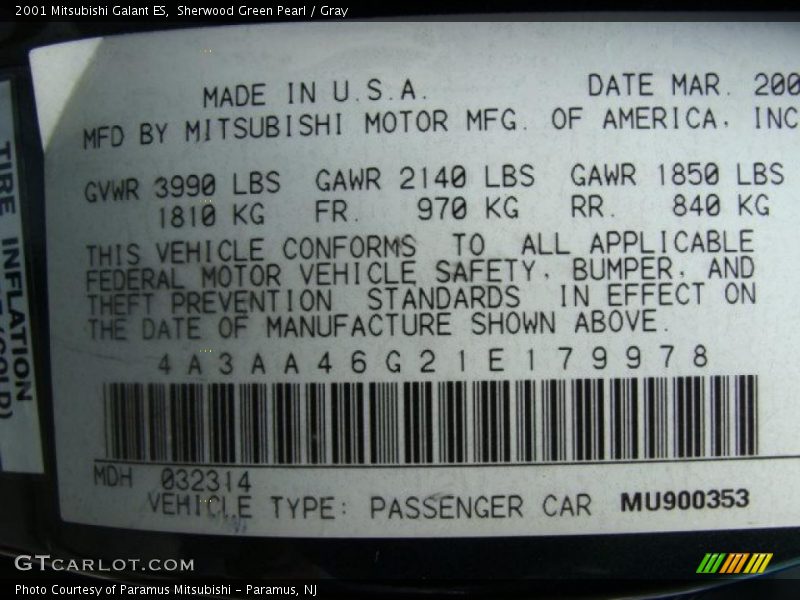 2001 Mitsubishi Galant ES, Sherwood Green Pearl / Gray
MADE IN U.S.A. DATE MAR. 200
MFD BY MITSUBISHI MOTOR MFG. OF AMERICA, INC
GVWR 3990 LBS GAWR 2140 LBS GAWR 1850 LBS
1810 KG FR. 970 KG RR. 840 KG
THIS VEHICLE CONFORMS TO ALL APPLICABLE
FEDERAL MOTOR VEHICLE SAFETY, BUMPER, AND
THEFT PREVENTION STANDARDS IN EFFECT ON
THE DATE OF MANUFACTURE SHOWN ABOVE.
4A3AA46G21E179978
MDH 032314
VEHICLE TYPE: PASSENGER CAR MU900353
TIRE INFLATION
(COLD)
GTCARLOT.COM
Photo Courtesy of Paramus Mitsubishi - Paramus, NJ